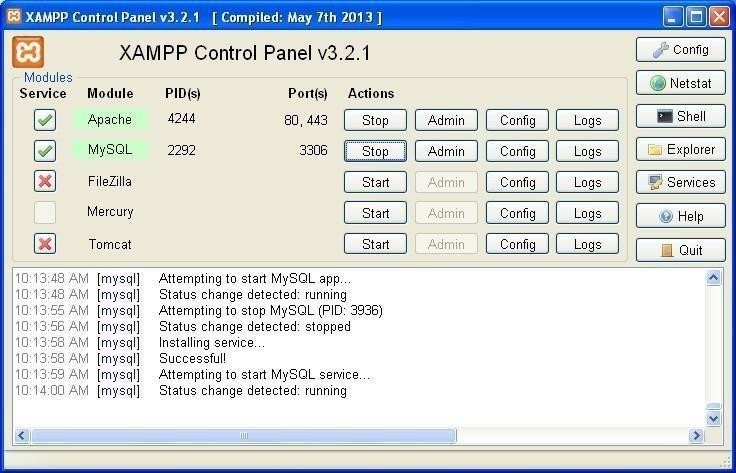 XAMPP Control Panel v3.2.1 [ Compiled: May 7th 2013 ]
XAMPP Control Panel v3.2.1
Config
Modules
Netstat
Service Module PID(s) Port(s) Actions
Apache 4244 80, 443 Stop Admin Config Logs
Shell
MySQL 2292 3306 Stop Admin Config Logs
Explorer
FileZilla Start Admin Config Logs
Services
Mercury Start Admin Config Logs
Help
Tomcat Start Admin Config Logs
Quit
10:13:48 AM [mysql] Attempting to start MySQL app...
10:13:48 AM [mysql] Status change detected: running
10:13:55 AM [mysql] Attempting to stop MySQL (PID: 3936)
10:13:56 AM [mysql] Status change detected: stopped
10:13:58 AM [mysql] Installing service...
10:13:58 AM [mysql] Successful!
10:13:59 AM [mysql] Attempting to start MySQL service...
10:14:00 AM [mysql] Status change detected: running